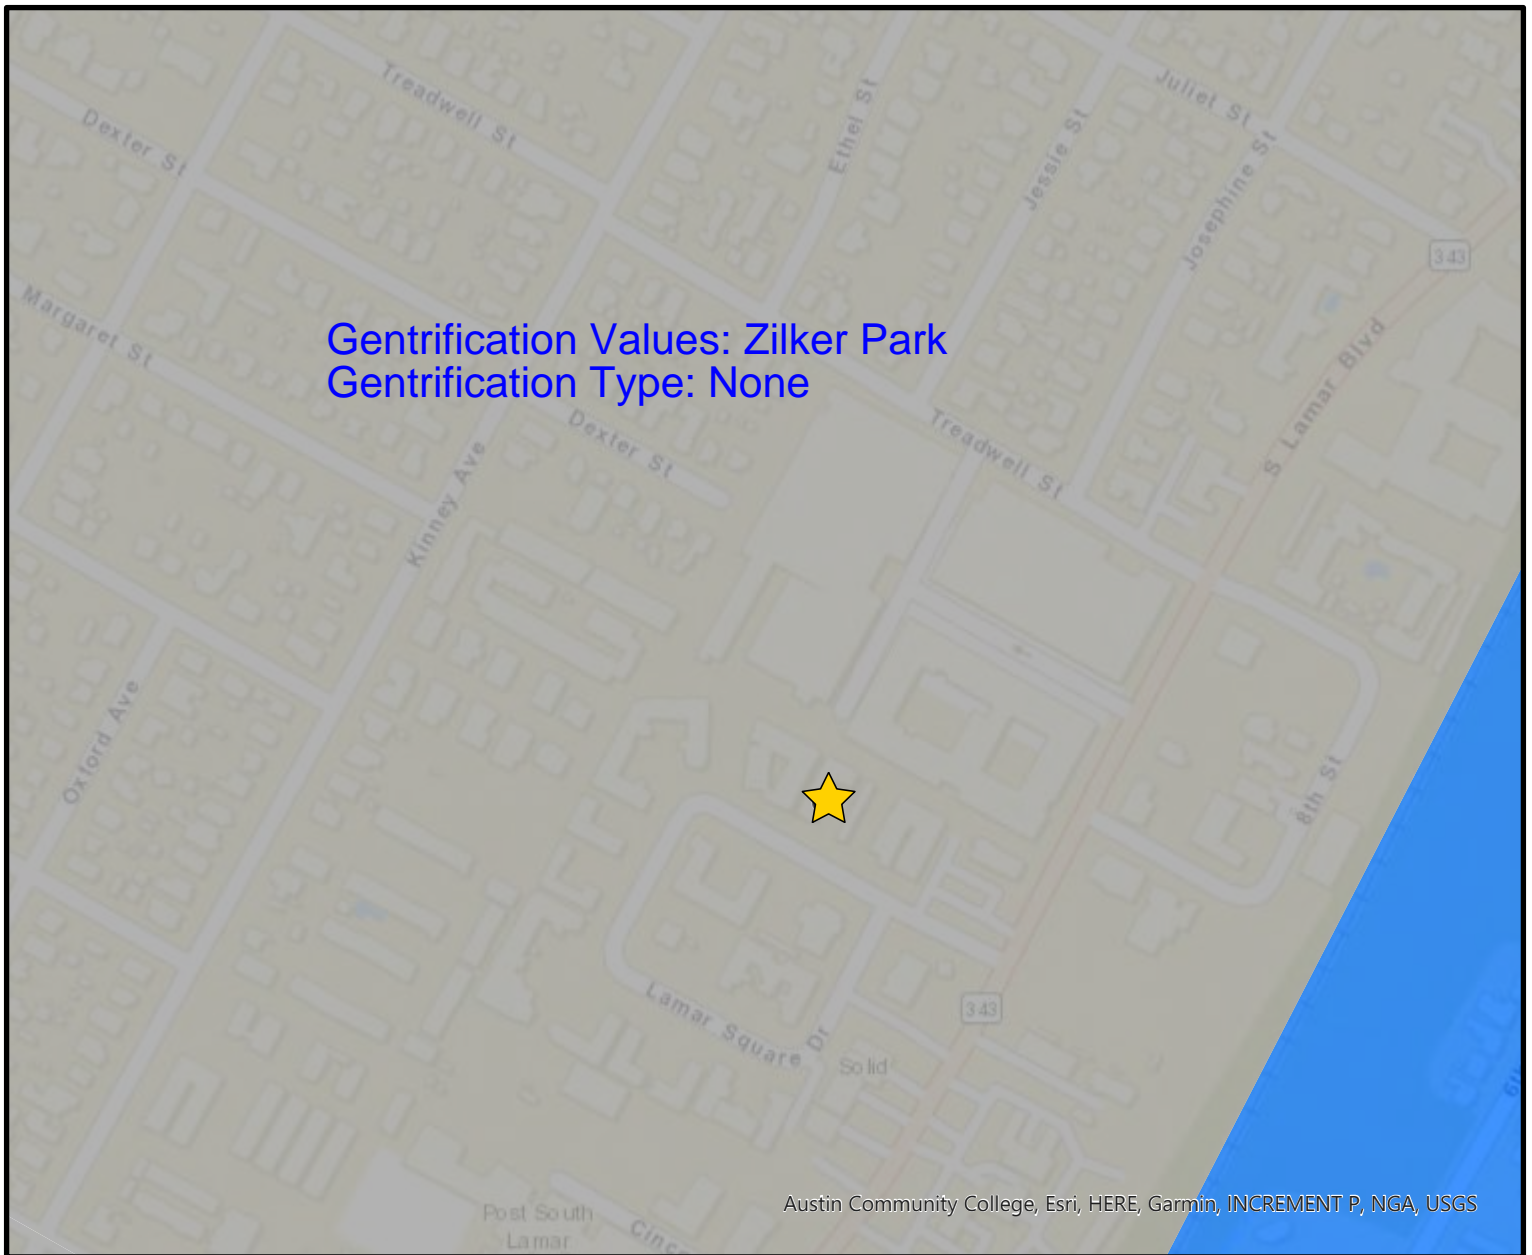 Treadwell St
Ethel St
Juliet St
Dexter St
Jessie St
Josephine St
343
Margaret St
Gentrification Values: Zilker Park
Gentrification Type: None
S Lamar Blvd
Dexter St
Treadwell St
Kinney Ave
Oxford Ave
8th St
Lamar Square Dr
343
Solid
6th
Post South
Lamar
Austin Community College, Esri, HERE, Garmin, INCREMENT P, NGA, USGS